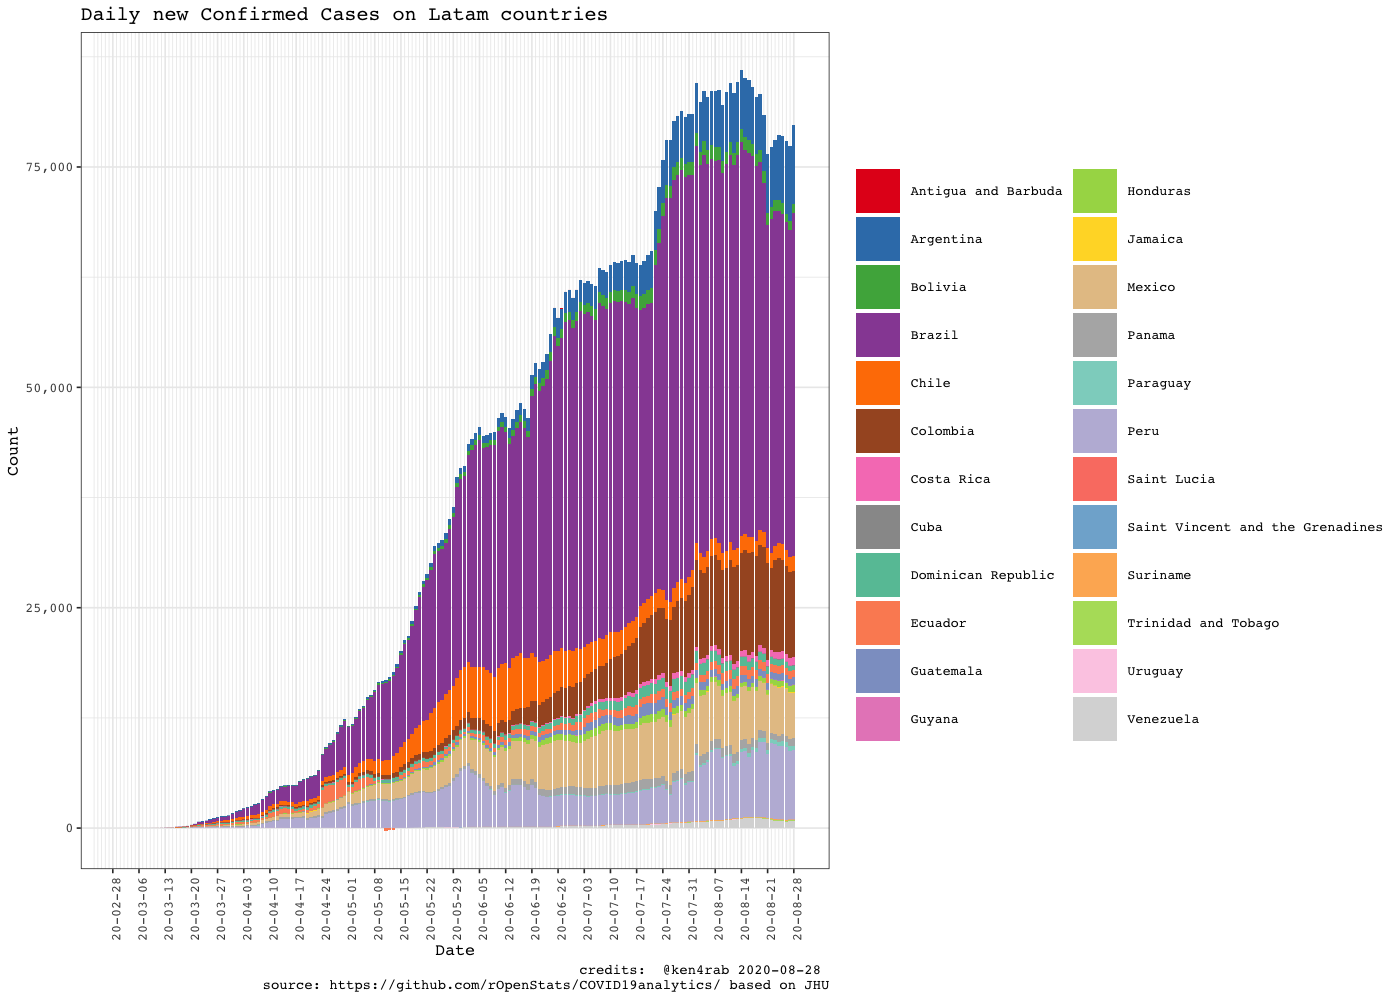 Daily new Confirmed Cases on Latam countries
Count
75,000
50,000
25,000
0
20-02-28
20-03-06
20-03-13
20-03-20
20-03-27
20-04-03
20-04-10
20-04-17
20-04-24
20-05-01
20-05-08
20-05-15
20-05-22
20-05-29
20-06-05
20-06-12
20-06-19
20-06-26
20-07-03
20-07-10
20-07-17
20-07-24
20-07-31
20-08-07
20-08-14
20-08-21
20-08-28
Date
Antigua and Barbuda
Argentina
Bolivia
Brazil
Chile
Colombia
Costa Rica
Cuba
Dominican Republic
Ecuador
Guatemala
Guyana
Honduras
Jamaica
Mexico
Panama
Paraguay
Peru
Saint Lucia
Saint Vincent and the Grenadines
Suriname
Trinidad and Tobago
Uruguay
Venezuela
credits:  @ken4rab 2020-08-28
source: https://github.com/rOpenStats/COVID19analytics/ based on JHU